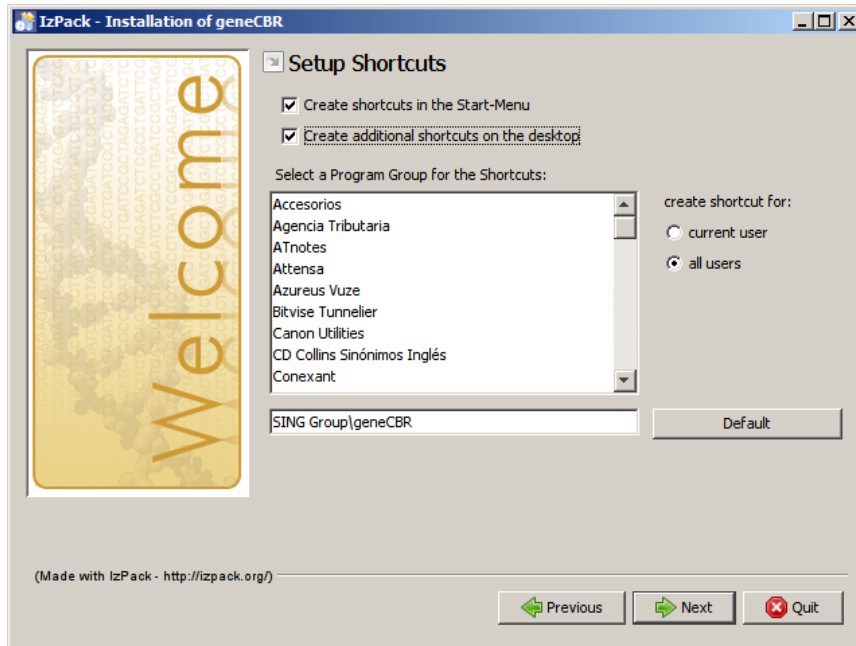 IzPack - Installation of geneCBR
Welcome
Setup Shortcuts
Create shortcuts in the Start-Menu
Create additional shortcuts on the desktop
Select a Program Group for the Shortcuts:
Accesorios
Agencia Tributaria
ATnotes
Attensa
Azureus Vuze
Bitvise Tunnelier
Canon Utilities
CD Collins Sinónimos Inglés
Conexant
create shortcut for:
current user
all users
SING Group\geneCBR
Default
(Made with IzPack - http://izpack.org/)
Previous
Next
Quit